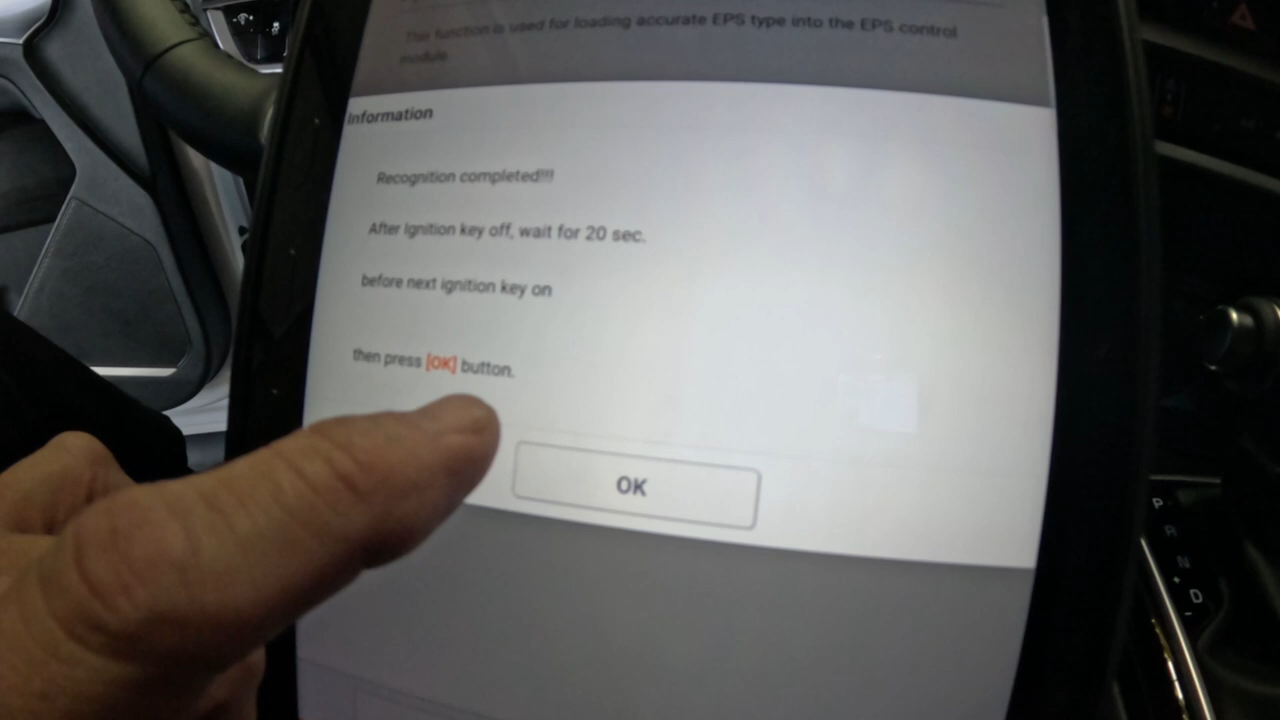 This function is used for loading accurate EPS type into the EPS control
module.
Information
Recognition completed!!!
After Ignition key off, wait for 20 sec.
before next ignition key on
then press [OK] button.
OK
P
R
N
+
D
-